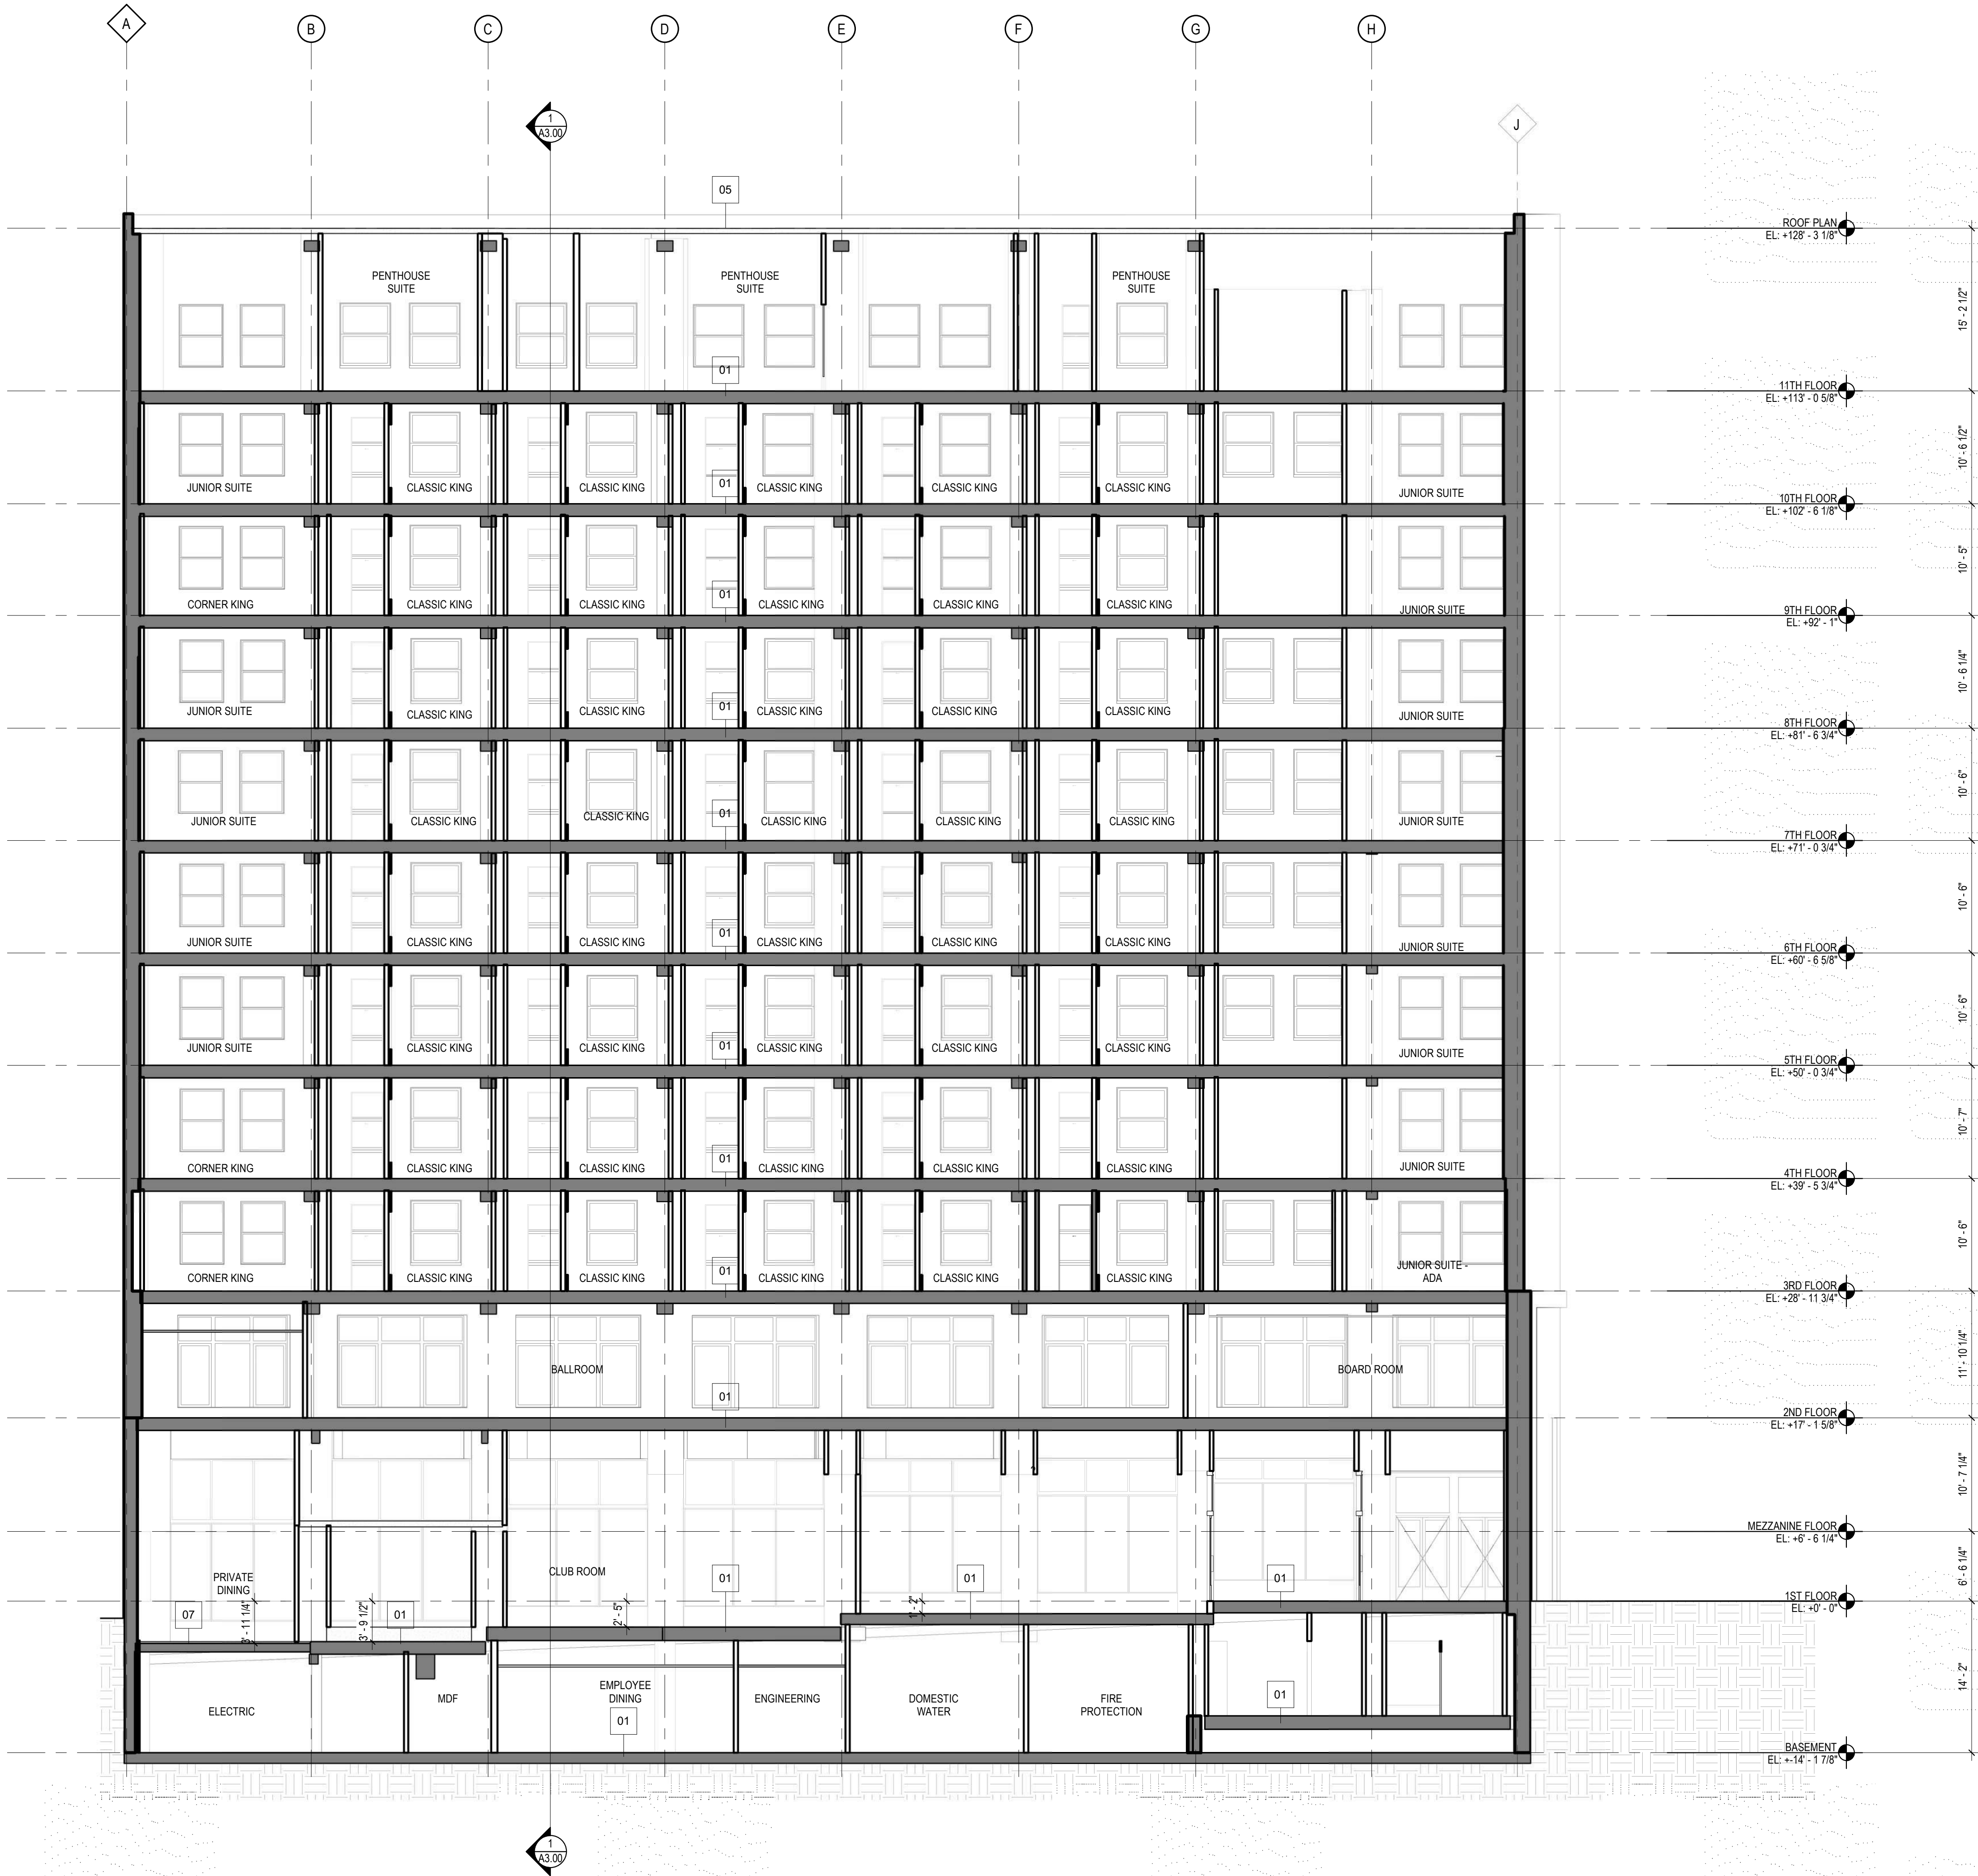 A
B
C
D
E
F
G
H
J
1
A3.00
05
ROOF PLAN
EL: +128' - 3 1/8"
PENTHOUSE
SUITE
PENTHOUSE
SUITE
PENTHOUSE
SUITE
15' - 2 1/2"
01
11TH FLOOR
EL: +113' - 0 5/8"
10' - 6 1/2"
JUNIOR SUITE
CLASSIC KING
CLASSIC KING
01
CLASSIC KING
CLASSIC KING
CLASSIC KING
JUNIOR SUITE
10TH FLOOR
EL: +102' - 6 1/8"
10' - 5"
CORNER KING
CLASSIC KING
CLASSIC KING
01
CLASSIC KING
CLASSIC KING
CLASSIC KING
JUNIOR SUITE
9TH FLOOR
EL: +92' - 1"
10' - 6 1/4"
JUNIOR SUITE
CLASSIC KING
CLASSIC KING
01
CLASSIC KING
CLASSIC KING
CLASSIC KING
JUNIOR SUITE
8TH FLOOR
EL: +81' - 6 3/4"
10' - 6"
JUNIOR SUITE
CLASSIC KING
CLASSIC KING
01
CLASSIC KING
CLASSIC KING
CLASSIC KING
JUNIOR SUITE
7TH FLOOR
EL: +71' - 0 3/4"
10' - 6"
JUNIOR SUITE
CLASSIC KING
CLASSIC KING
01
CLASSIC KING
CLASSIC KING
CLASSIC KING
JUNIOR SUITE
6TH FLOOR
EL: +60' - 6 5/8"
10' - 6"
JUNIOR SUITE
CLASSIC KING
CLASSIC KING
01
CLASSIC KING
CLASSIC KING
CLASSIC KING
JUNIOR SUITE
5TH FLOOR
EL: +50' - 0 3/4"
10' - 7"
CORNER KING
CLASSIC KING
CLASSIC KING
01
CLASSIC KING
CLASSIC KING
CLASSIC KING
JUNIOR SUITE
4TH FLOOR
EL: +39' - 5 3/4"
10' - 6"
CORNER KING
CLASSIC KING
CLASSIC KING
01
CLASSIC KING
CLASSIC KING
CLASSIC KING
JUNIOR SUITE -
ADA
3RD FLOOR
EL: +28' - 11 3/4"
11' - 10 1/4"
BALLROOM
BOARD ROOM
01
2ND FLOOR
EL: +17' - 1 5/8"
10' - 7 1/4"
MEZZANINE FLOOR
EL: +6' - 6 1/4"
6' - 6 1/4"
PRIVATE
DINING
CLUB ROOM
01
01
01
07
3' - 11 1/4"
3' - 9 1/2"
01
2' - 5"
1' - 2"
1ST FLOOR
EL: +0' - 0"
14' - 2"
ELECTRIC
MDF
EMPLOYEE
DINING
01
ENGINEERING
DOMESTIC
WATER
FIRE
PROTECTION
01
BASEMENT
EL: +-14' - 1 7/8"
1
A3.00